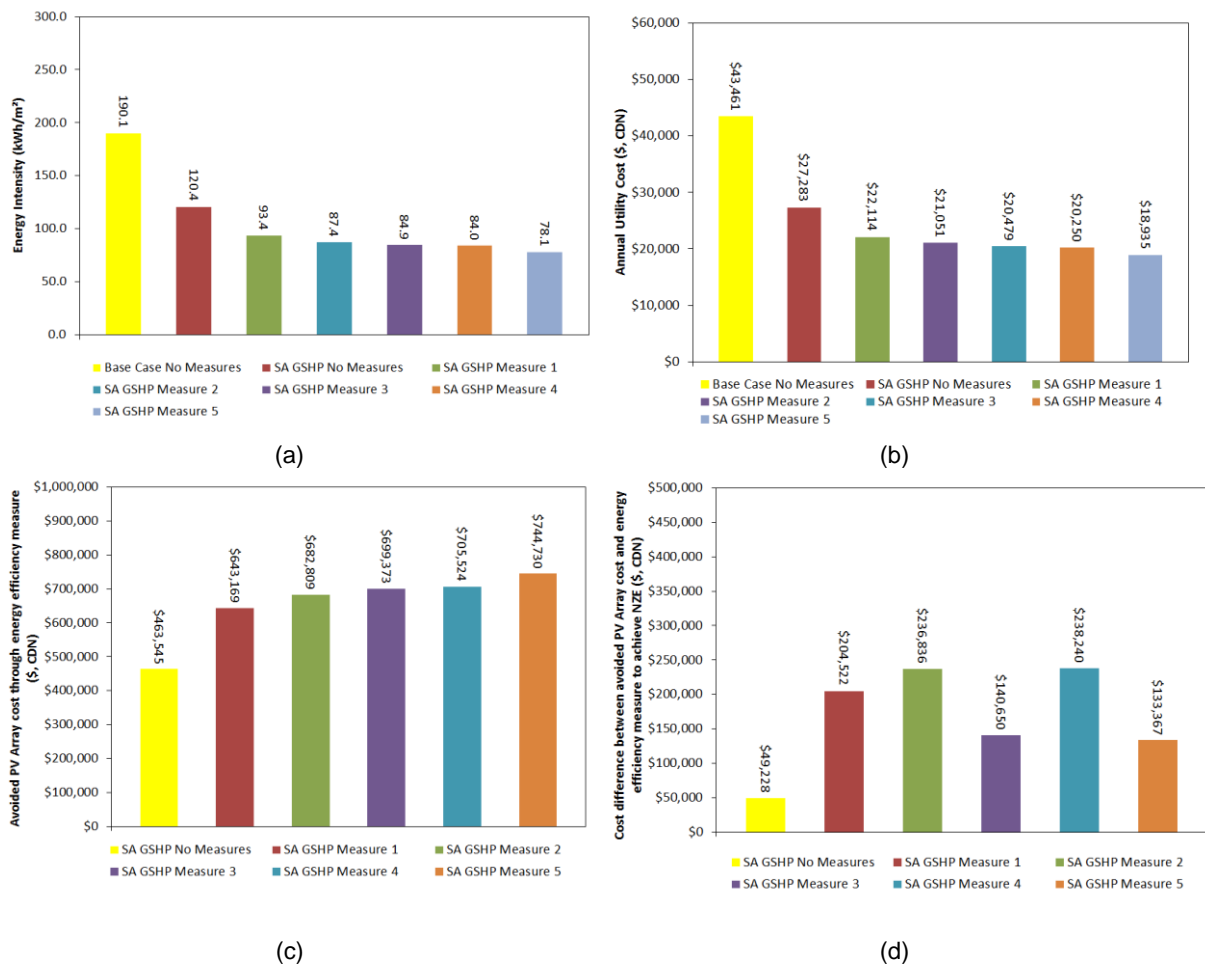 Energy Intensity (kWh/m²)
300.0
250.0
200.0
150.0
100.0
50.0
0.0
190.1
120.4
93.4
87.4
84.9
84.0
78.1
Base Case No Measures
SA GSHP No Measures
SA GSHP Measure 1
SA GSHP Measure 2
SA GSHP Measure 3
SA GSHP Measure 4
SA GSHP Measure 5
(a)
Annual Utility Cost ($, CDN)
$60,000
$50,000
$40,000
$30,000
$20,000
$10,000
$0
$43,461
$27,283
$22,114
$21,051
$20,479
$20,250
$18,935
Base Case No Measures
SA GSHP No Measures
SA GSHP Measure 1
SA GSHP Measure 2
SA GSHP Measure 3
SA GSHP Measure 4
SA GSHP Measure 5
(b)
Avoided PV Array cost through energy efficiency measure
($, CDN)
$1,000,000
$900,000
$800,000
$700,000
$600,000
$500,000
$400,000
$300,000
$200,000
$100,000
$0
$463,545
$643,169
$682,809
$699,373
$705,524
$744,730
SA GSHP No Measures
SA GSHP Measure 1
SA GSHP Measure 2
SA GSHP Measure 3
SA GSHP Measure 4
SA GSHP Measure 5
(c)
Cost difference between avoided PV Array cost and energy
efficiency measure to achieve NZE ($, CDN)
$500,000
$450,000
$400,000
$350,000
$300,000
$250,000
$200,000
$150,000
$100,000
$50,000
$0
$49,228
$204,522
$236,836
$140,650
$238,240
$133,367
SA GSHP No Measures
SA GSHP Measure 1
SA GSHP Measure 2
SA GSHP Measure 3
SA GSHP Measure 4
SA GSHP Measure 5
(d)